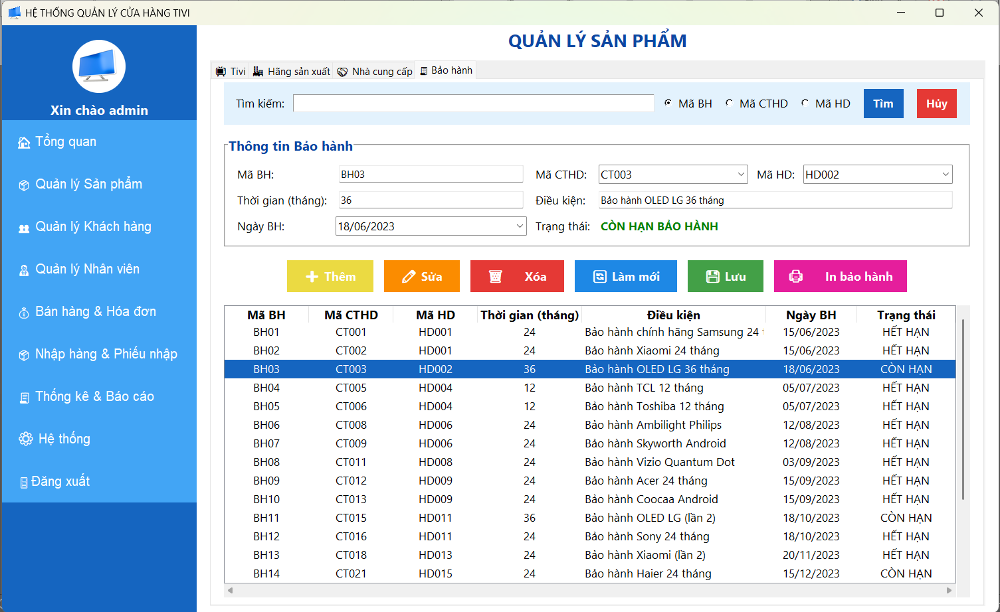 HỆ THỐNG QUẢN LÝ CỬA HÀNG TIVI
Xin chào admin
Tổng quan
Quản lý Sản phẩm
Quản lý Khách hàng
Quản lý Nhân viên
Bán hàng & Hóa đơn
Nhập hàng & Phiếu nhập
Thống kê & Báo cáo
Hệ thống
Đăng xuất
QUẢN LÝ SẢN PHẨM
Tivi Hãng sản xuất Nhà cung cấp Bảo hành
Tìm kiếm: Mã BH Mã CTHD Mã HD Tìm Hủy
Thông tin Bảo hành
Mã BH: BH03 Mã CTHD: CT003 Mã HD: HD002
Thời gian (tháng): 36 Điều kiện: Bảo hành OLED LG 36 tháng
Ngày BH: 18/06/2023 Trạng thái: CÒN HẠN BẢO HÀNH
Thêm Sửa Xóa Làm mới Lưu In bảo hành
Mã BH Mã CTHD Mã HD Thời gian (tháng) Điều kiện Ngày BH Trạng thái
BH01 CT001 HD001 24 Bảo hành chính hãng Samsung 24 15/06/2023 HẾT HẠN
BH02 CT002 HD001 24 Bảo hành Xiaomi 24 tháng 15/06/2023 HẾT HẠN
BH03 CT003 HD002 36 Bảo hành OLED LG 36 tháng 18/06/2023 CÒN HẠN
BH04 CT005 HD004 12 Bảo hành TCL 12 tháng 05/07/2023 HẾT HẠN
BH05 CT006 HD004 12 Bảo hành Toshiba 12 tháng 05/07/2023 HẾT HẠN
BH06 CT008 HD006 24 Bảo hành Ambilight Philips 12/08/2023 HẾT HẠN
BH07 CT009 HD006 24 Bảo hành Skyworth Android 12/08/2023 HẾT HẠN
BH08 CT011 HD008 24 Bảo hành Vizio Quantum Dot 03/09/2023 HẾT HẠN
BH09 CT012 HD009 24 Bảo hành Acer 24 tháng 15/09/2023 HẾT HẠN
BH10 CT013 HD009 24 Bảo hành Coocaa Android 15/09/2023 HẾT HẠN
BH11 CT015 HD011 36 Bảo hành OLED LG (lần 2) 18/10/2023 CÒN HẠN
BH12 CT016 HD011 24 Bảo hành Sony 24 tháng 18/10/2023 HẾT HẠN
BH13 CT018 HD013 24 Bảo hành Xiaomi (lần 2) 20/11/2023 HẾT HẠN
BH14 CT021 HD015 24 Bảo hành Haier 24 tháng 15/12/2023 CÒN HẠN